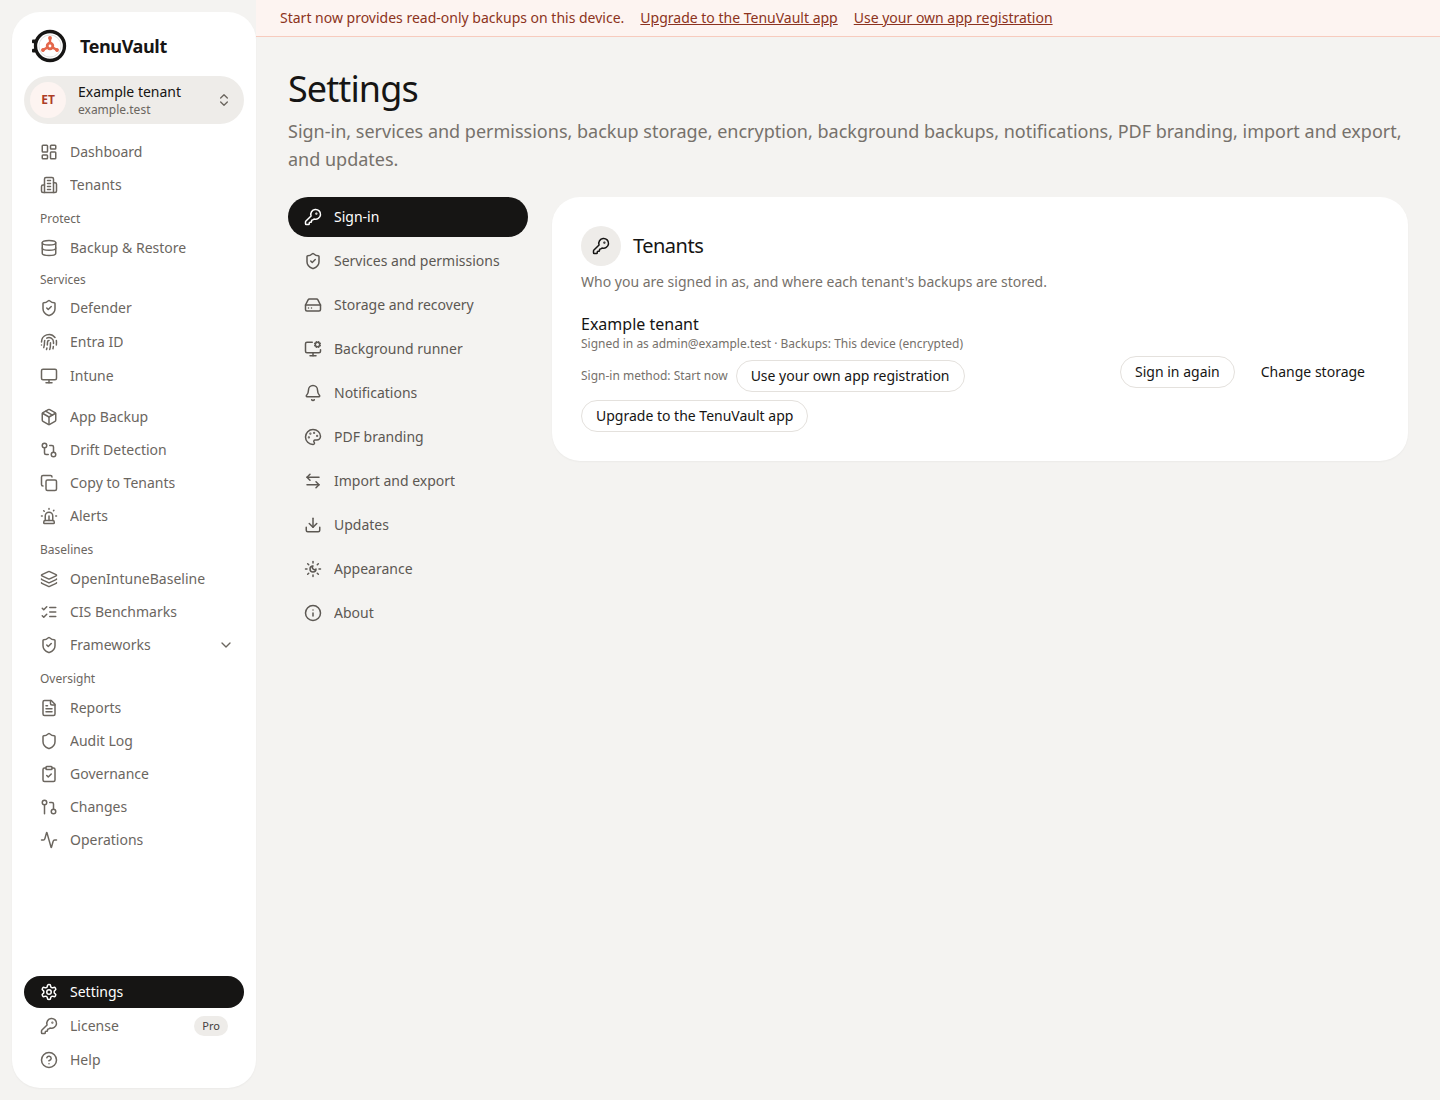 Start now provides read-only backups on this device. Upgrade to the TenuVault app Use your own app registration
TenuVault
ET
Example tenant
example.test
Dashboard
Tenants
Protect
Backup & Restore
Services
Defender
Entra ID
Intune
App Backup
Drift Detection
Copy to Tenants
Alerts
Baselines
OpenIntuneBaseline
CIS Benchmarks
Frameworks
Oversight
Reports
Audit Log
Governance
Changes
Operations
Settings
License Pro
Help
Settings
Sign-in, services and permissions, backup storage, encryption, background backups, notifications, PDF branding, import and export,
and updates.
Sign-in
Services and permissions
Storage and recovery
Background runner
Notifications
PDF branding
Import and export
Updates
Appearance
About
Tenants
Who you are signed in as, and where each tenant's backups are stored.
Example tenant
Signed in as admin@example.test · Backups: This device (encrypted)
Sign-in method: Start now Use your own app registration
Upgrade to the TenuVault app
Sign in again Change storage